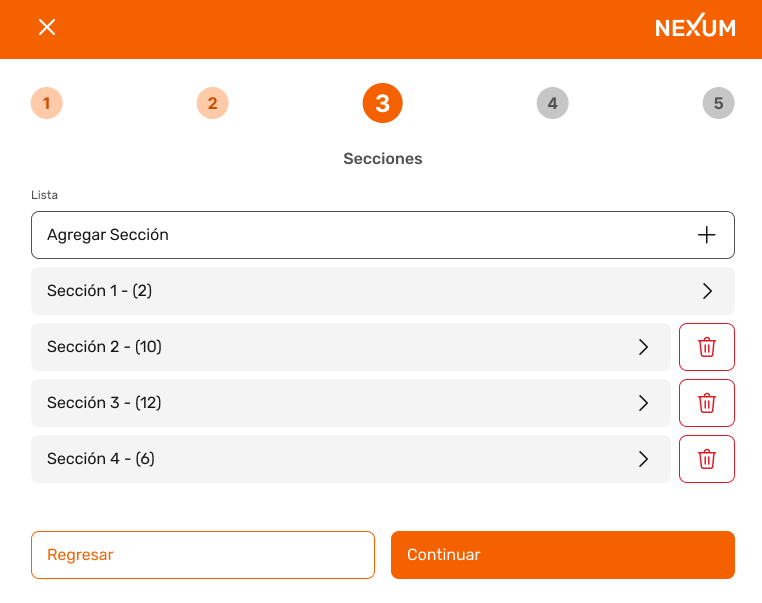 NEXUM
1 2 3 4 5
Secciones
Lista
Agregar Sección
Sección 1 - (2)
Sección 2 - (10)
Sección 3 - (12)
Sección 4 - (6)
Regresar Continuar